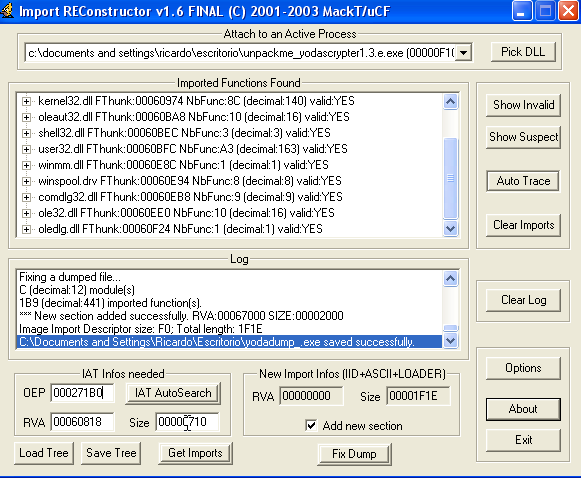 Import REConstructor v1.6 FINAL (C) 2001-2003 MackT/uCF
Attach to an Active Process
c:\documents and settings\ricardo\escritorio\unpackme_yodascrypter1.3.e.exe (00000F1(
Pick DLL
Imported Functions Found
kernel32.dll FThunk:00060974 NbFunc:8C (decimal:140) valid:YES
oleaut32.dll FThunk:00060BA8 NbFunc:10 (decimal:16) valid:YES
shell32.dll FThunk:00060BEC NbFunc:3 (decimal:3) valid:YES
user32.dll FThunk:00060BFC NbFunc:A3 (decimal:163) valid:YES
winmm.dll FThunk:00060E8C NbFunc:1 (decimal:1) valid:YES
winspool.drv FThunk:00060E94 NbFunc:8 (decimal:8) valid:YES
comdlg32.dll FThunk:00060EB8 NbFunc:9 (decimal:9) valid:YES
ole32.dll FThunk:00060EE0 NbFunc:10 (decimal:16) valid:YES
oledlg.dll FThunk:00060F24 NbFunc:1 (decimal:1) valid:YES
Show Invalid
Show Suspect
Auto Trace
Clear Imports
Log
Fixing a dumped file...
C (decimal:12) module(s)
1B9 (decimal:441) imported function(s).
*** New section added successfully. RVA:00067000 SIZE:00002000
Image Import Descriptor size: F0; Total length: 1F1E
C:\Documents and Settings\Ricardo\Escritorio\yodadump_.exe saved successfully.
Clear Log
IAT Infos needed
OEP 000271B0 IAT AutoSearch
RVA 00060818 Size 00000710
New Import Infos (IID+ASCII+LOADER)
RVA 00000000 Size 00001F1E
Add new section
Options
About
Exit
Load Tree Save Tree Get Imports Fix Dump